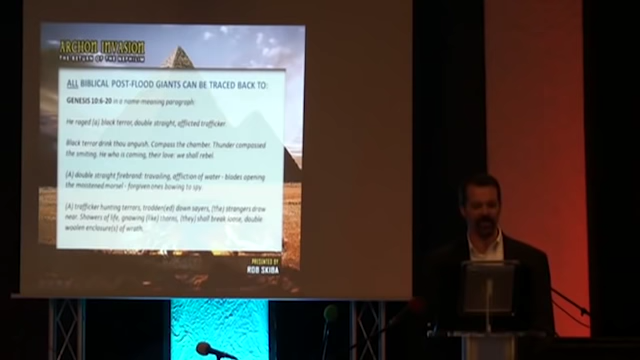 ARCHON INVASION
THE RETURN OF THE NEPHILIM
ALL BIBLICAL POST-FLOOD GIANTS CAN BE TRACED BACK TO:
GENESIS 10:6-20 in a name-meaning paragraph:
He raged (a) black terror, double straight, afflicted trafficker.
Black terror drink thou anguish. Compass the chamber. Thunder compassed
the smiting. He who is coming, their love: we shall rebel.
(A) double straight firebrand: travailing, affliction of water - blades opening
the moistened morsel - forgiven ones bowing to spy.
(A) trafficker hunting terrors, trodder(ed) down sayers, (the) strangers draw
near. Showers of life, gnawing (like) thorns, (they) shall break loose, double
woolen enclosure(s) of wrath.
PRESENTED BY
ROB SKIBA